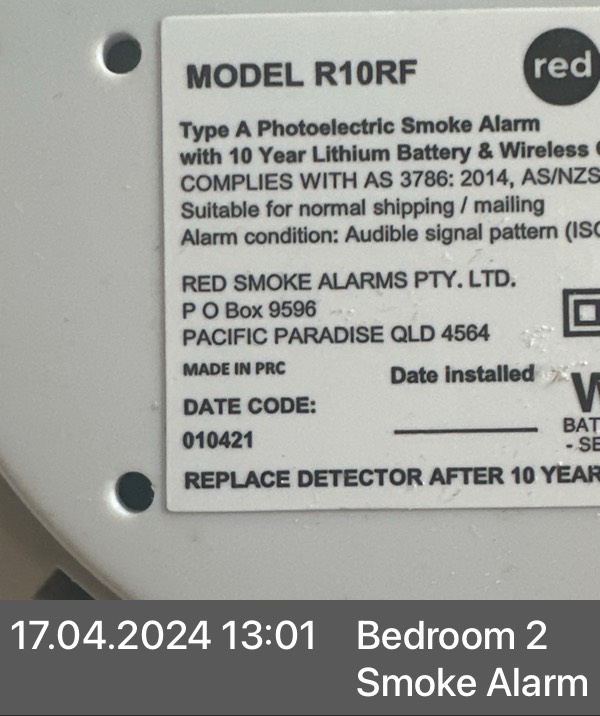 MODEL R10RF
red
Type A Photoelectric Smoke Alarm
with 10 Year Lithium Battery & Wireless
COMPLIES WITH AS 3786: 2014, AS/NZS
Suitable for normal shipping / mailing
Alarm condition: Audible signal pattern (ISO
RED SMOKE ALARMS PTY. LTD.
P O Box 9596
PACIFIC PARADISE QLD 4564
MADE IN PRC
Date installed
DATE CODE:
010421
BAT
- SE
REPLACE DETECTOR AFTER 10 YEAR
17.04.2024 13:01
Bedroom 2
Smoke Alarm